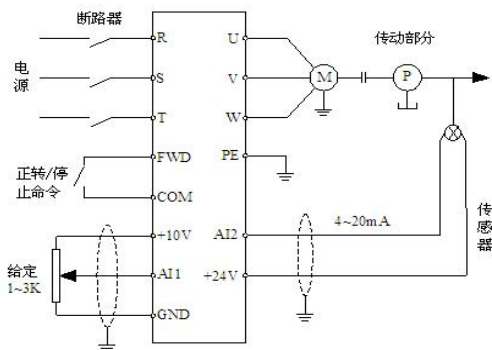 断路器
电
源
R
S
T
U
V
W
M
P
传动部分
正转/停
止命令
FWD
COM
PE
+10V
AI1
GND
给定
1~3K
AI2
+24V
4~20mA
传
感
器